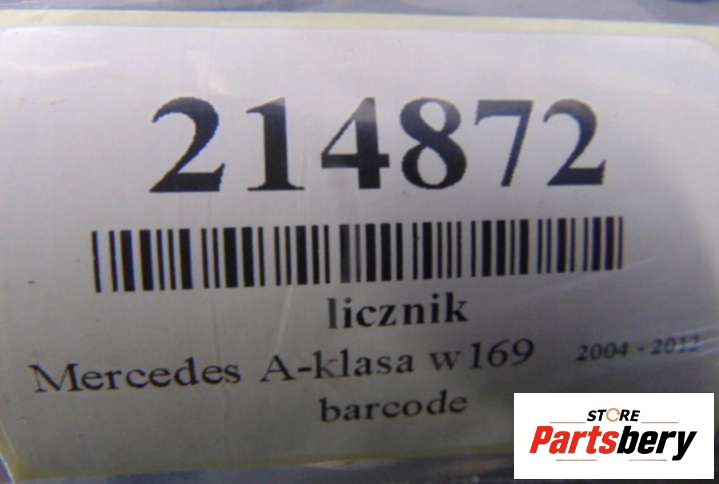 214872
licznik
Mercedes A-klasa w169 2004 - 2012
barcode
STORE
Partsbery